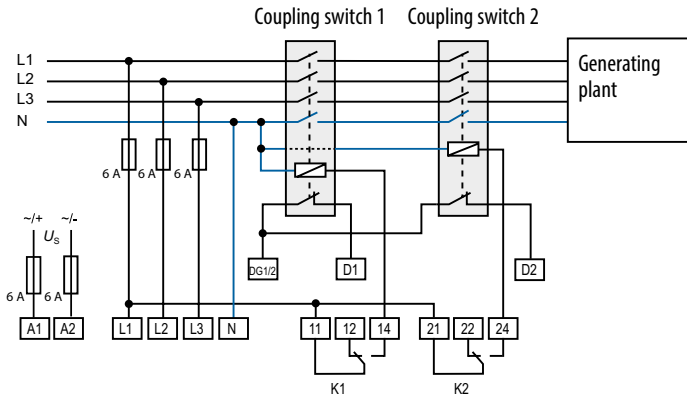 Coupling switch 1 Coupling switch 2
L1
L2
L3
N
Generating
plant
6 A 6 A 6 A
~/+ ~/-
US
6 A 6 A
DG1/2 D1 D2
A1 A2 L1 L2 L3 N 11 12 14 21 22 24
K1 K2